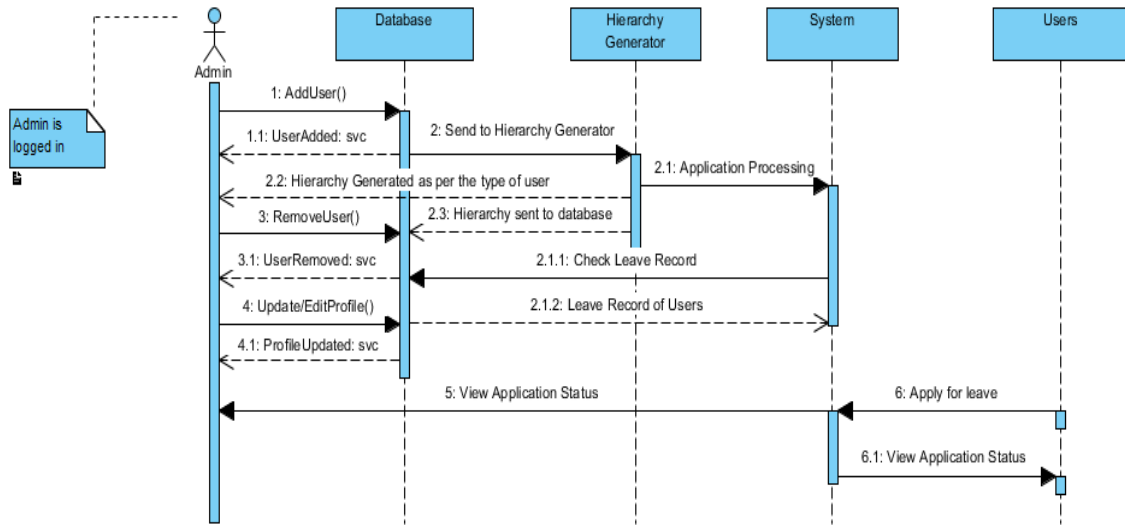 Database
Hierarchy
Generator
System
Users
Admin
Admin is
logged in
1: AddUser()
1.1: UserAdded: svc
2: Send to Hierarchy Generator
2.1: Application Processing
2.2: Hierarchy Generated as per the type of user
2.3: Hierarchy sent to database
3: RemoveUser()
3.1: UserRemoved: svc
2.1.1: Check Leave Record
4: Update/EditProfile()
2.1.2: Leave Record of Users
4.1: ProfileUpdated: svc
5: View Application Status
6: Apply for leave
6.1: View Application Status